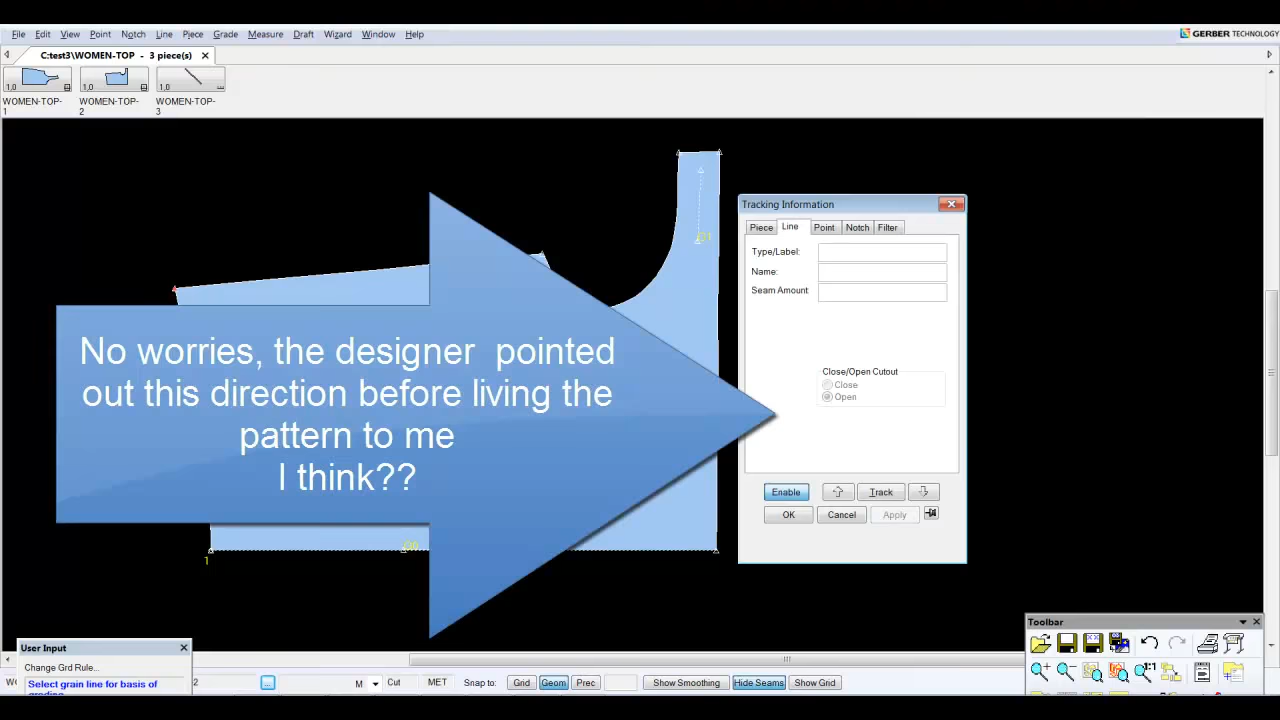 File Edit View Point Notch Line Piece Grade Measure Draft Wizard Window Help
GERBER TECHNOLOGY
C:test3\WOMEN-TOP - 3 piece(s)
1,0 1,0 1,0
WOMEN-TOP-1 WOMEN-TOP-2 WOMEN-TOP-3
Tracking Information
Piece Line Point Notch Filter
Type/Label:
Name:
Seam Amount:
Close/Open Cutout
Close
Open
Enable Track
OK Cancel Apply
No worries, the designer pointed
out this direction before living the
pattern to me
I think??
1
Toolbar
User Input
Change Grd Rule...
Select grain line for basis of
2 M Cut MET Snap to: Grid Geom Prec Show Smoothing Hide Seams Show Grid